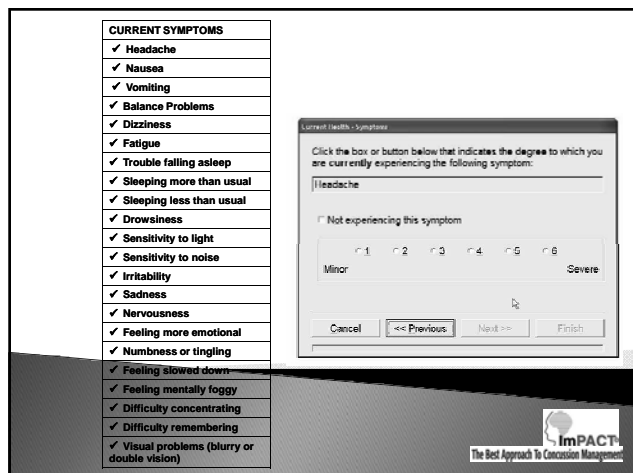 CURRENT SYMPTOMS
✓ Headache
✓ Nausea
✓ Vomiting
✓ Balance Problems
✓ Dizziness
✓ Fatigue
✓ Trouble falling asleep
✓ Sleeping more than usual
✓ Sleeping less than usual
✓ Drowsiness
✓ Sensitivity to light
✓ Sensitivity to noise
✓ Irritability
✓ Sadness
✓ Nervousness
✓ Feeling more emotional
✓ Numbness or tingling
✓ Feeling slowed down
✓ Feeling mentally foggy
✓ Difficulty concentrating
✓ Difficulty remembering
✓ Visual problems (blurry or
double vision)
Current Health - Symptoms
Click the box or button below that indicates the degree to which you
are currently experiencing the following symptom:
Headache
Not experiencing this symptom
1 2 3 4 5 6
Minor Severe
Cancel << Previous Next >> Finish
ImPACT
The Best Approach To Concussion Management